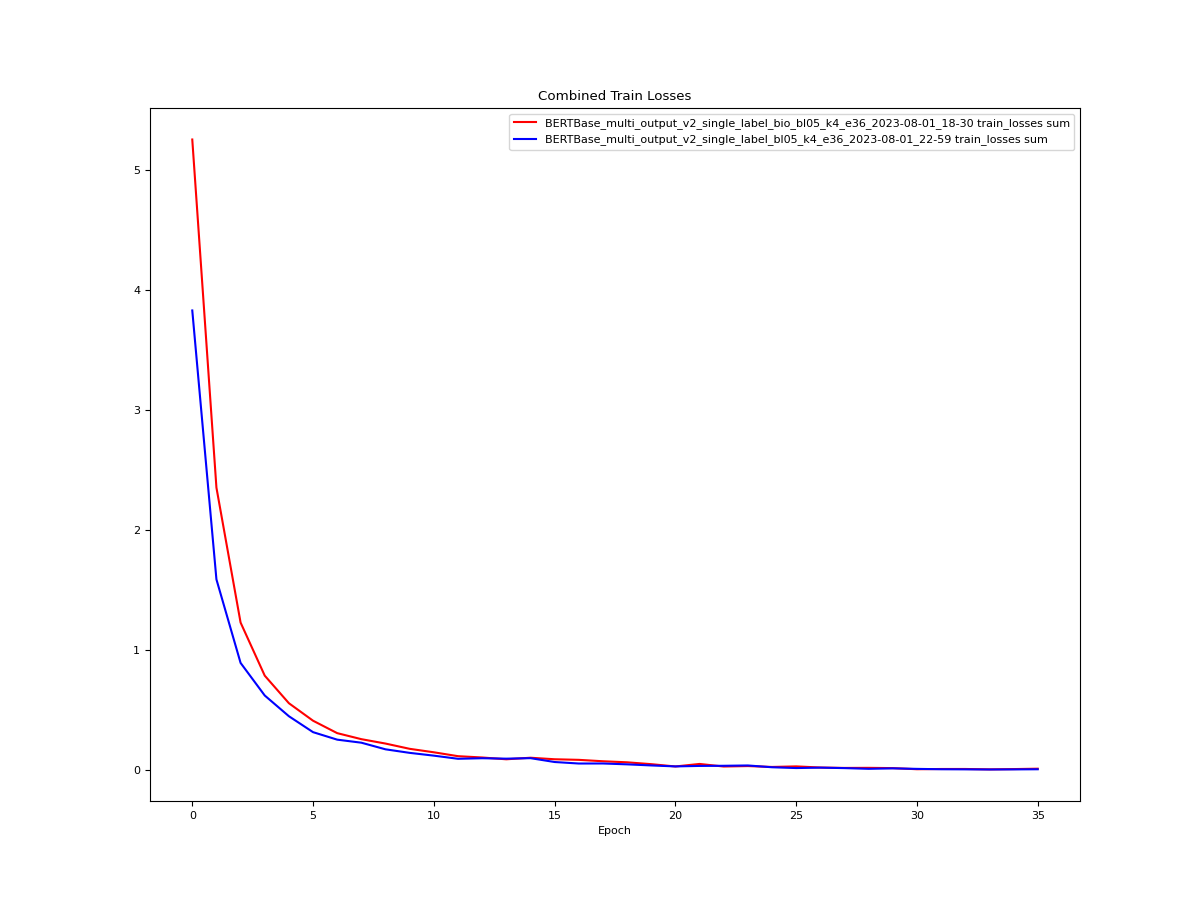 Combined Train Losses
BERTBase_multi_output_v2_single_label_bio_bl05_k4_e36_2023-08-01_18-30 train_losses sum
BERTBase_multi_output_v2_single_label_bl05_k4_e36_2023-08-01_22-59 train_losses sum
5
4
3
2
1
0
0 5 10 15 20 25 30 35
Epoch